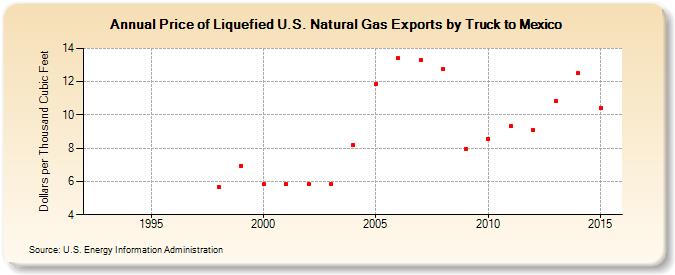 Annual Price of Liquefied U.S. Natural Gas Exports by Truck to Mexico
Dollars per Thousand Cubic Feet
14
12
10
8
6
4
1995 2000 2005 2010 2015
Source: U.S. Energy Information Administration